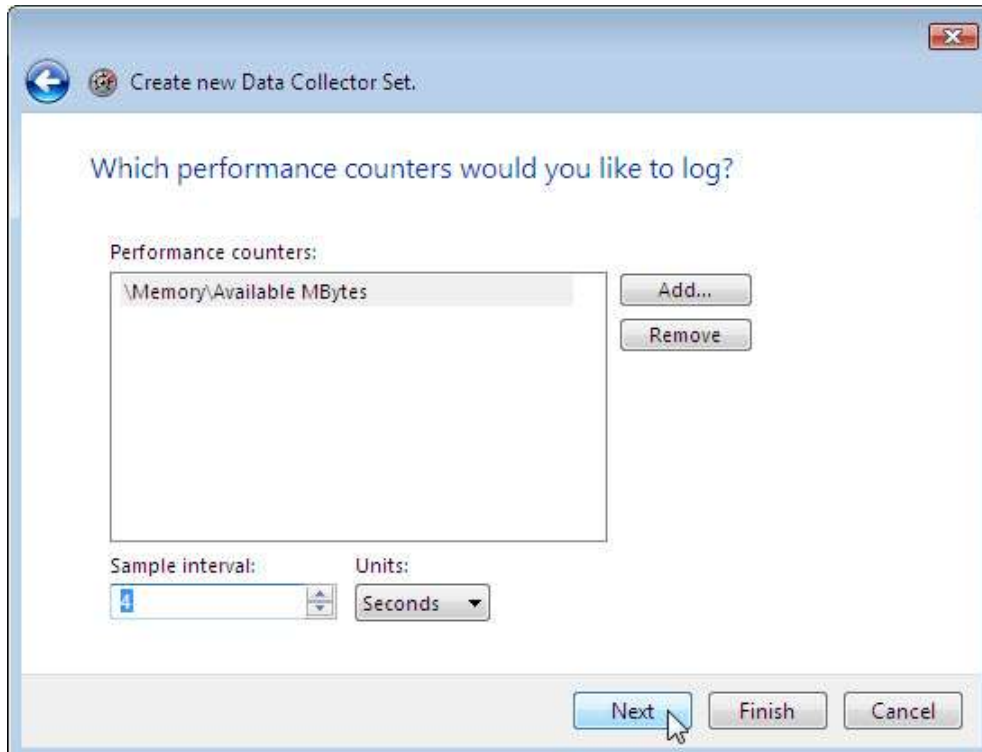 Create new Data Collector Set.
Which performance counters would you like to log?
Performance counters:
\Memory\Available MBytes
Add...
Remove
Sample interval:
Units:
4
Seconds
Next
Finish
Cancel